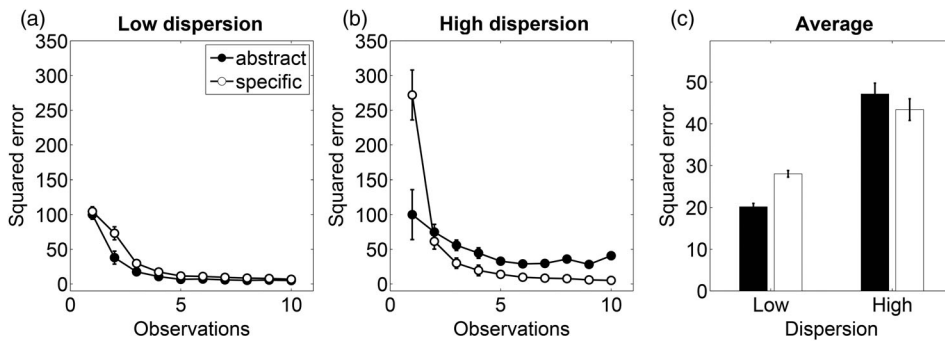 (a)
Low dispersion
350
300
250
200
150
100
50
0
Squared error
abstract
specific
0
5
10
Observations
(b)
High dispersion
350
300
250
200
150
100
50
0
Squared error
0
5
10
Observations
(c)
Average
50
40
30
20
10
0
Squared error
Low
High
Dispersion